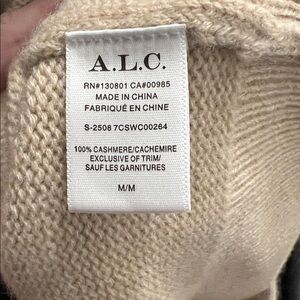 A.L.C.
RN#130801 CA#00985
MADE IN CHINA
FABRIQUÉ EN CHINE
S-2508 7CSWC00264
100% CASHMERE/CACHEMIRE
EXCLUSIVE OF TRIM/
SAUF LES GARNITURES
M/M